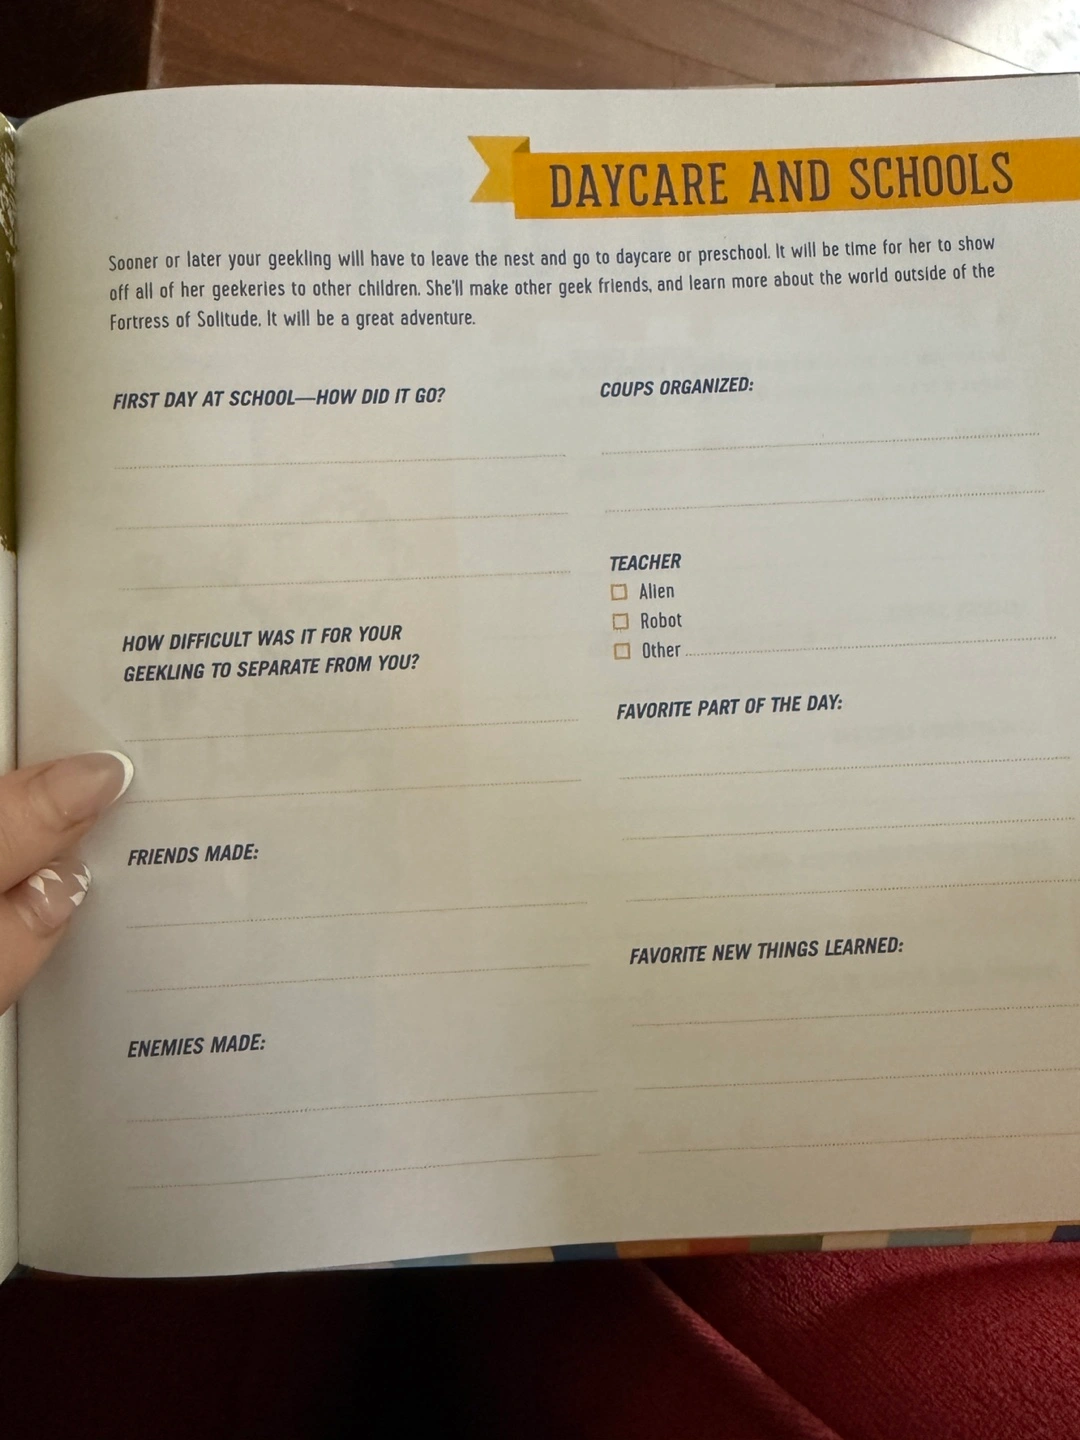 DAYCARE AND SCHOOLS
Sooner or later your geekling will have to leave the nest and go to daycare or preschool. It will be time for her to show
off all of her geekeries to other children. She'll make other geek friends, and learn more about the world outside of the
Fortress of Solitude. It will be a great adventure.
FIRST DAY AT SCHOOL—HOW DID IT GO?
HOW DIFFICULT WAS IT FOR YOUR
GEEKLING TO SEPARATE FROM YOU?
FRIENDS MADE:
ENEMIES MADE:
COUPS ORGANIZED:
TEACHER
Alien
Robot
Other
FAVORITE PART OF THE DAY:
FAVORITE NEW THINGS LEARNED: